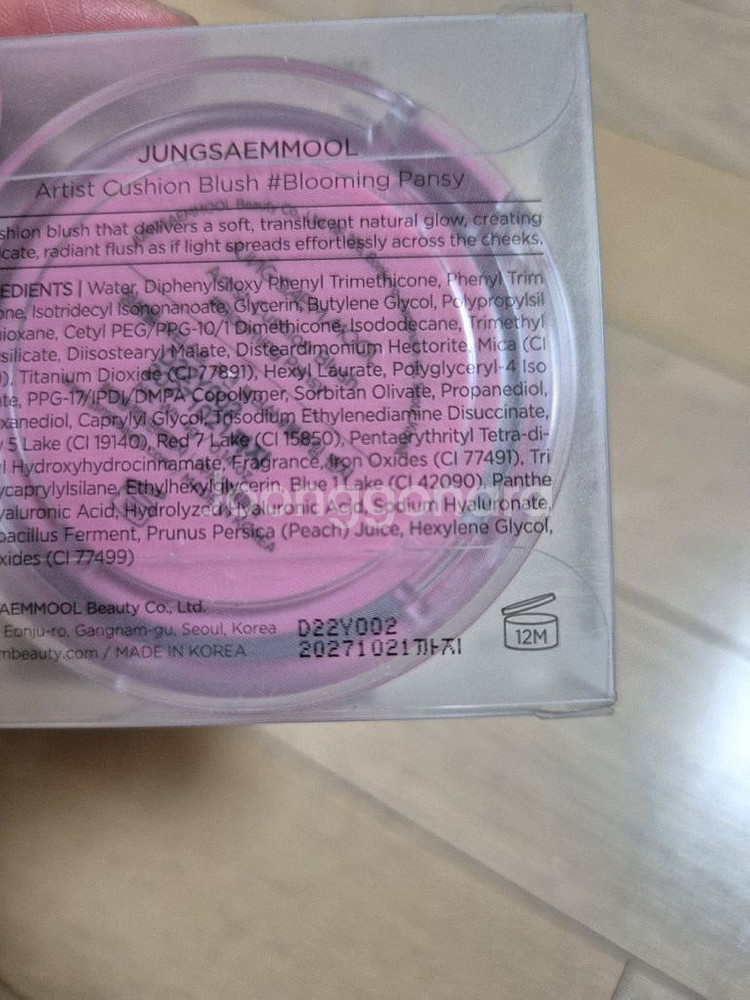 JUNGSAEMMOOL
Artist Cushion Blush #Blooming Pansy
shion blush that delivers a soft, translucent natural glow, creating
cate, radiant flush as if light spreads effortlessly across the cheeks.
EDIENTS | Water, Diphenylsiloxy Phenyl Trimethicone, Phenyl Trim
one, Isotridecyl Isononanoate, Glycerin, Butylene Glycol, Polypropylsil
ioxane, Cetyl PEG/PPG-10/1 Dimethicone, Isododecane, Trimethyl
silicate, Diisostearyl Malate, Disteardimonium Hectorite, Mica (CI
9), Titanium Dioxide (CI 77891), Hexyl Laurate, Polyglyceryl-4 Iso
te, PPG-17/IPDI/DMPA Copolymer, Sorbitan Olivate, Propanediol,
xanediol, Caprylyl Glycol, Trisodium Ethylenediamine Disuccinate,
5 Lake (CI 19140), Red 7 Lake (CI 15850), Pentaerythrityl Tetra-di-
l Hydroxyhydrocinnamate, Fragrance, Iron Oxides (CI 77491), Tri
ycaprylylsilane, Ethylhexylglycerin, Blue 1 Lake (CI 42090), Panthe
yaluronic Acid, Hydrolyzed Hyaluronic Acid, Sodium Hyaluronate,
bacillus Ferment, Prunus Persica (Peach) Juice, Hexylene Glycol,
xides (CI 77499)
joonggonara
AEMMOOL Beauty Co., Ltd.
Eonju-ro, Gangnam-gu, Seoul, Korea
mbeauty.com / MADE IN KOREA
D22Y002
20271021까지
12M